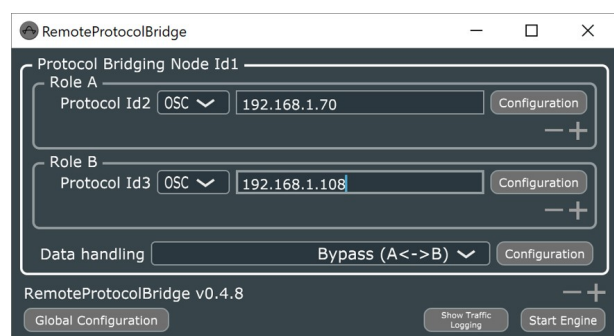 RemoteProtocolBridge
Protocol Bridging Node Id1
Role A
Protocol Id2 OSC 192.168.1.70 Configuration
Role B
Protocol Id3 OSC 192.168.1.108 Configuration
Data handling Bypass (A<->B) Configuration
RemoteProtocolBridge v0.4.8
Global Configuration Show Traffic
Logging Start Engine